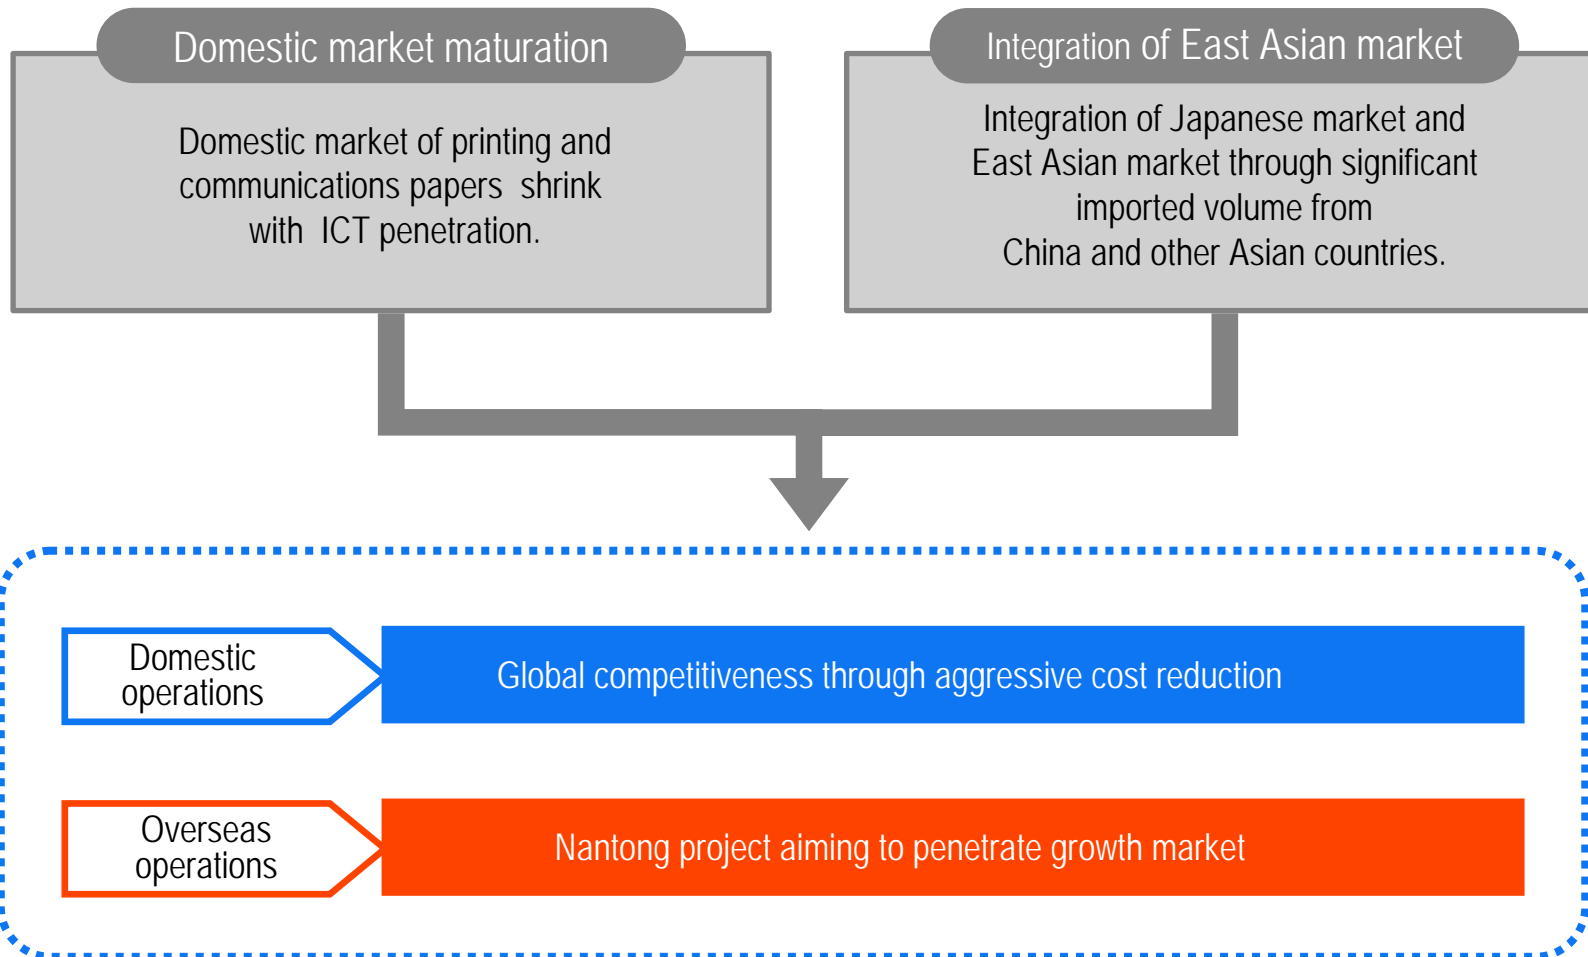 Domestic market maturation
Domestic market of printing and
communications papers shrink
with ICT penetration.
Integration of East Asian market
Integration of Japanese market and
East Asian market through significant
imported volume from
China and other Asian countries.
Domestic
operations
Global competitiveness through aggressive cost reduction
Overseas
operations
Nantong project aiming to penetrate growth market